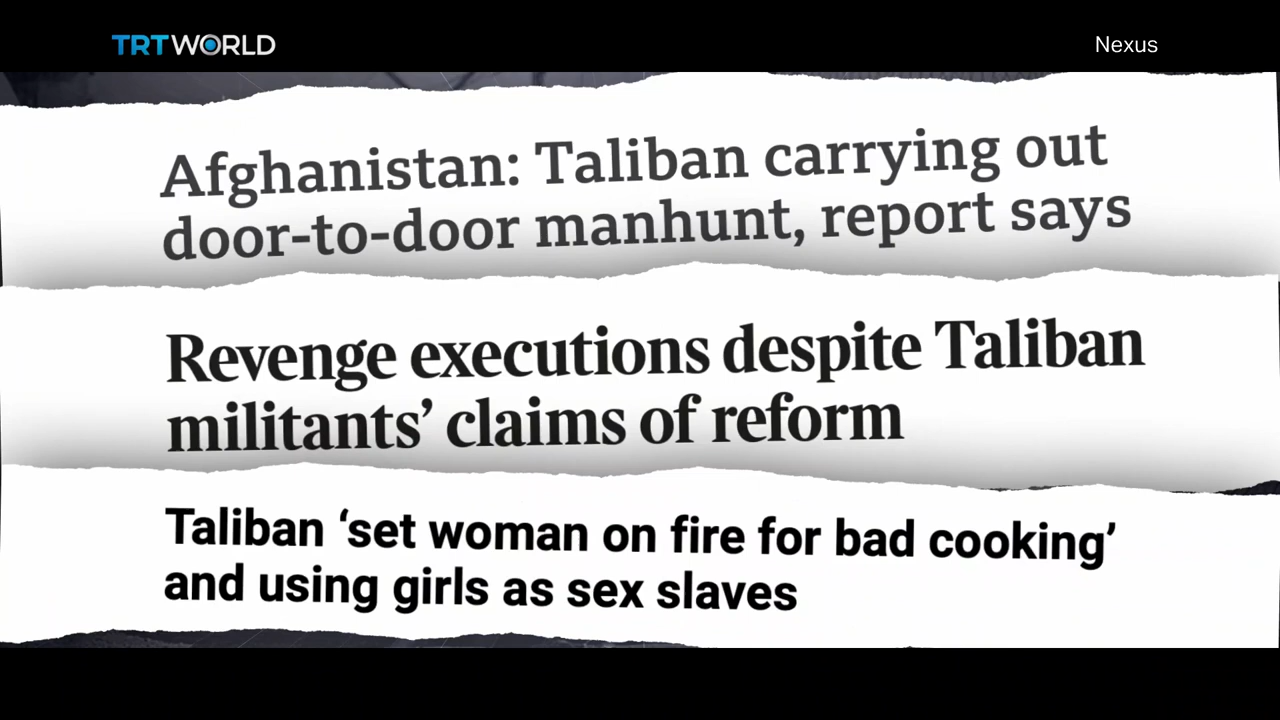 TRTWORLD
Nexus
Afghanistan: Taliban carrying out
door-to-door manhunt, report says
Revenge executions despite Taliban
militants’ claims of reform
Taliban ‘set woman on fire for bad cooking’
and using girls as sex slaves